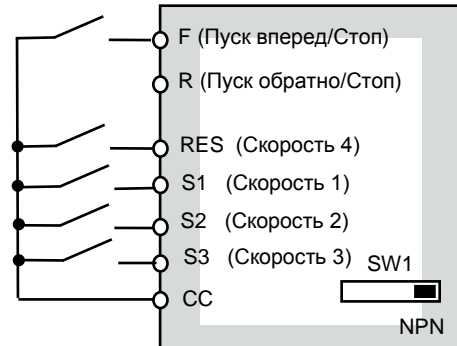 F (Пуск вперед/Стоп)
R (Пуск обратно/Стоп)
RES (Скорость 4)
S1 (Скорость 1)
S2 (Скорость 2)
S3 (Скорость 3)
SW1
CC
NPN